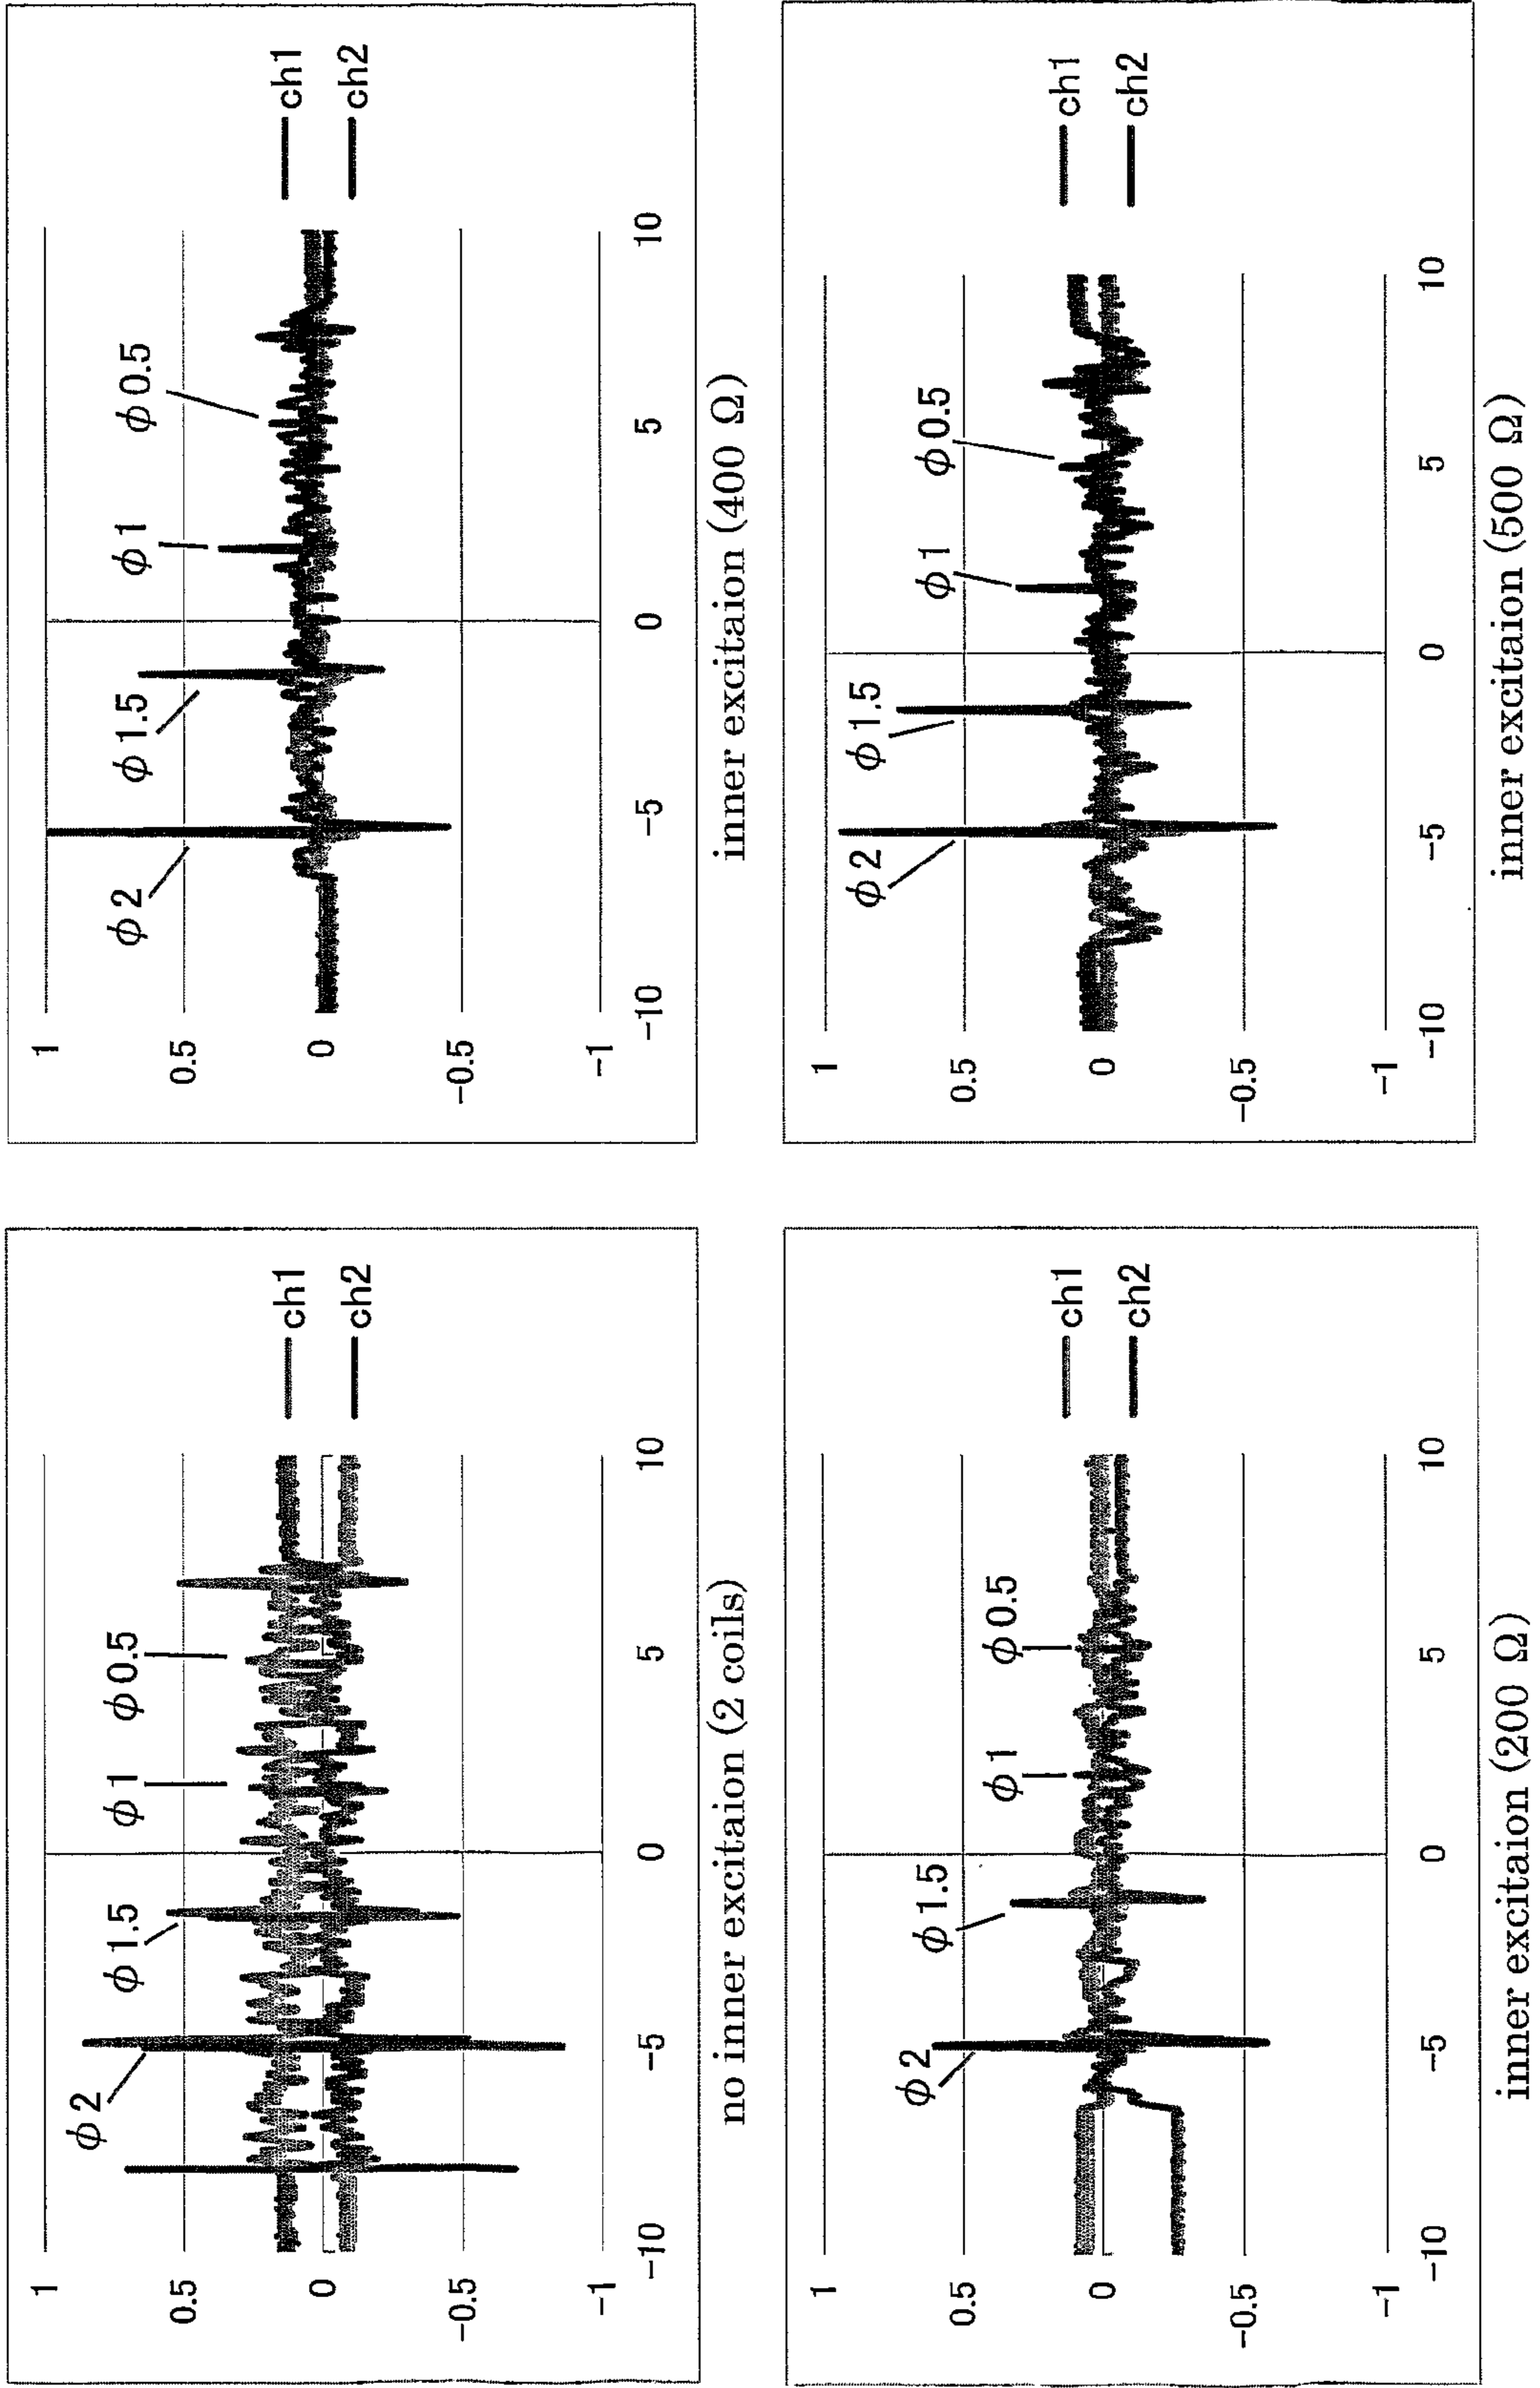 1
0.5
0
-0.5
-1
φ2
φ1.5
φ1
φ0.5
ch1
ch2
-10
-5
0
5
10
no inner excitaion (2 coils)
1
0.5
0
-0.5
-1
φ2
φ1.5
φ1
φ0.5
ch1
ch2
-10
-5
0
5
10
inner excitaion (400 Ω)
1
0.5
0
-0.5
-1
φ2
φ1.5
φ1
φ0.5
ch1
ch2
-10
-5
0
5
10
inner excitaion (200 Ω)
1
0.5
0
-0.5
-1
φ2
φ1.5
φ1
φ0.5
ch1
ch2
-10
-5
0
5
10
inner excitaion (500 Ω)